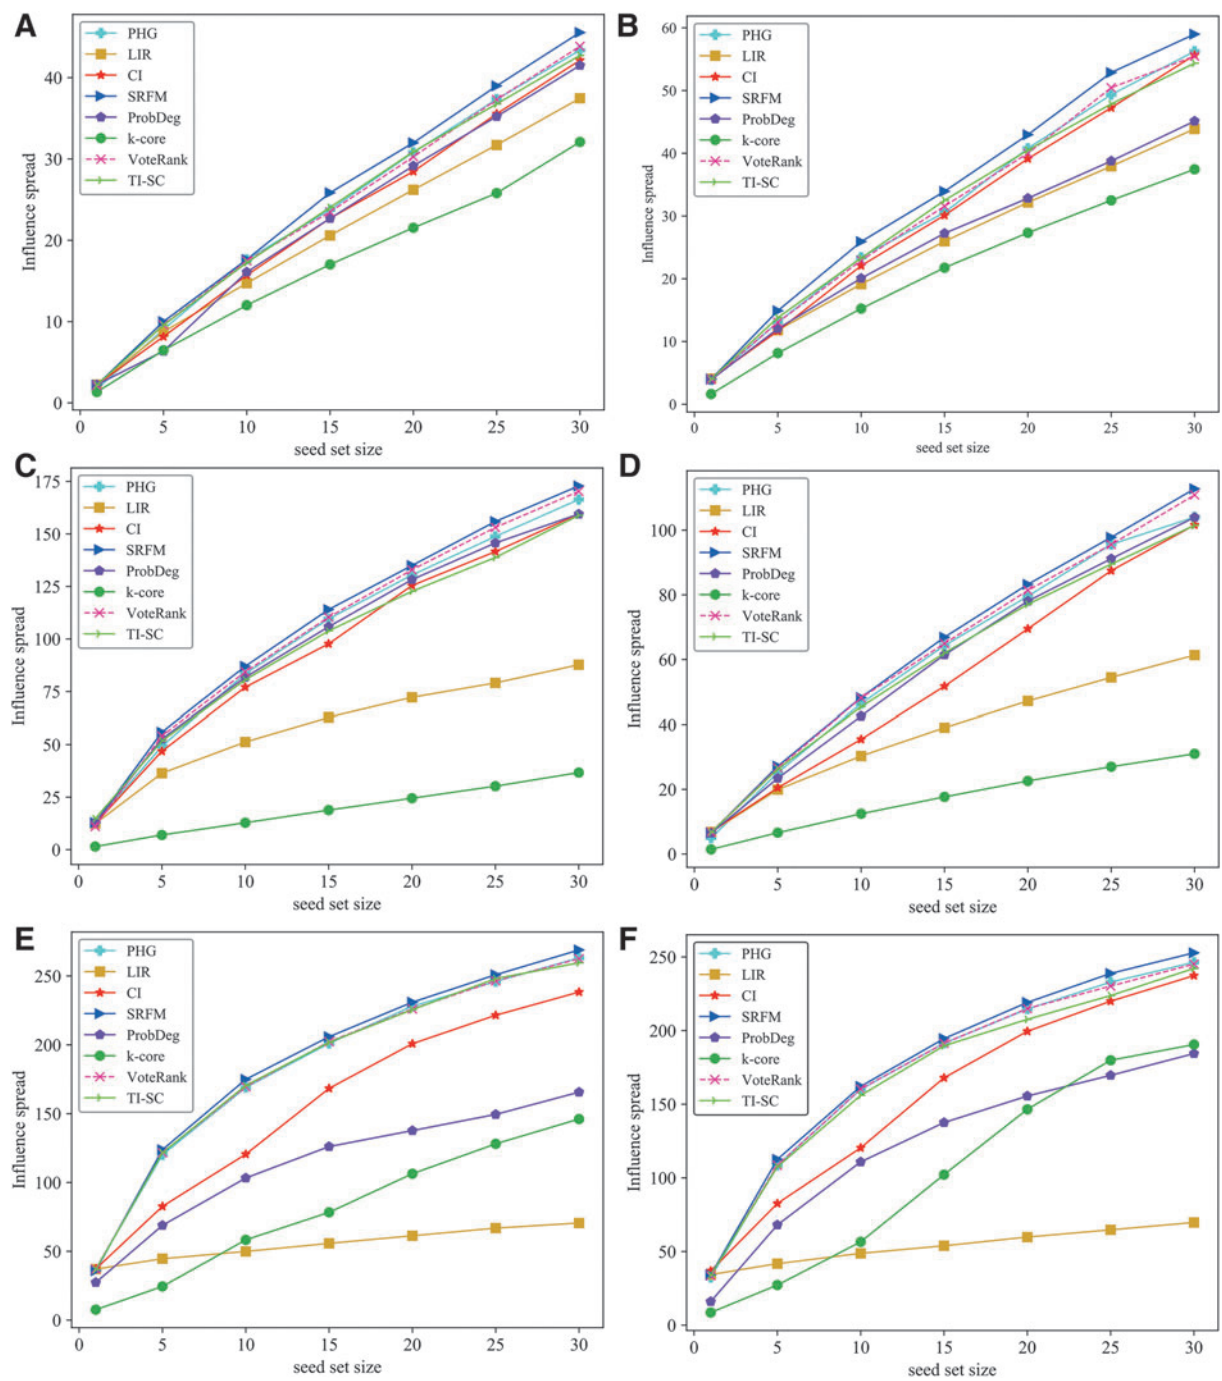 A
PHG
LIR
CI
SRFM
ProbDeg
k-core
VoteRank
TI-SC
40
30
20
10
0
Influence spread
0 5 10 15 20 25 30
seed set size
B
PHG
LIR
CI
SRFM
ProbDeg
k-core
VoteRank
TI-SC
60
50
40
30
20
10
0
Influence spread
0 5 10 15 20 25 30
seed set size
C
PHG
LIR
CI
SRFM
ProbDeg
k-core
VoteRank
TI-SC
175
150
125
100
75
50
25
0
Influence spread
0 5 10 15 20 25 30
seed set size
D
PHG
LIR
CI
SRFM
ProbDeg
k-core
VoteRank
TI-SC
100
80
60
40
20
0
Influence spread
0 5 10 15 20 25 30
seed set size
E
PHG
LIR
CI
SRFM
ProbDeg
k-core
VoteRank
TI-SC
250
200
150
100
50
0
Influence spread
0 5 10 15 20 25 30
seed set size
F
PHG
LIR
CI
SRFM
ProbDeg
k-core
VoteRank
TI-SC
250
200
150
100
50
0
Influence spread
0 5 10 15 20 25 30
seed set size